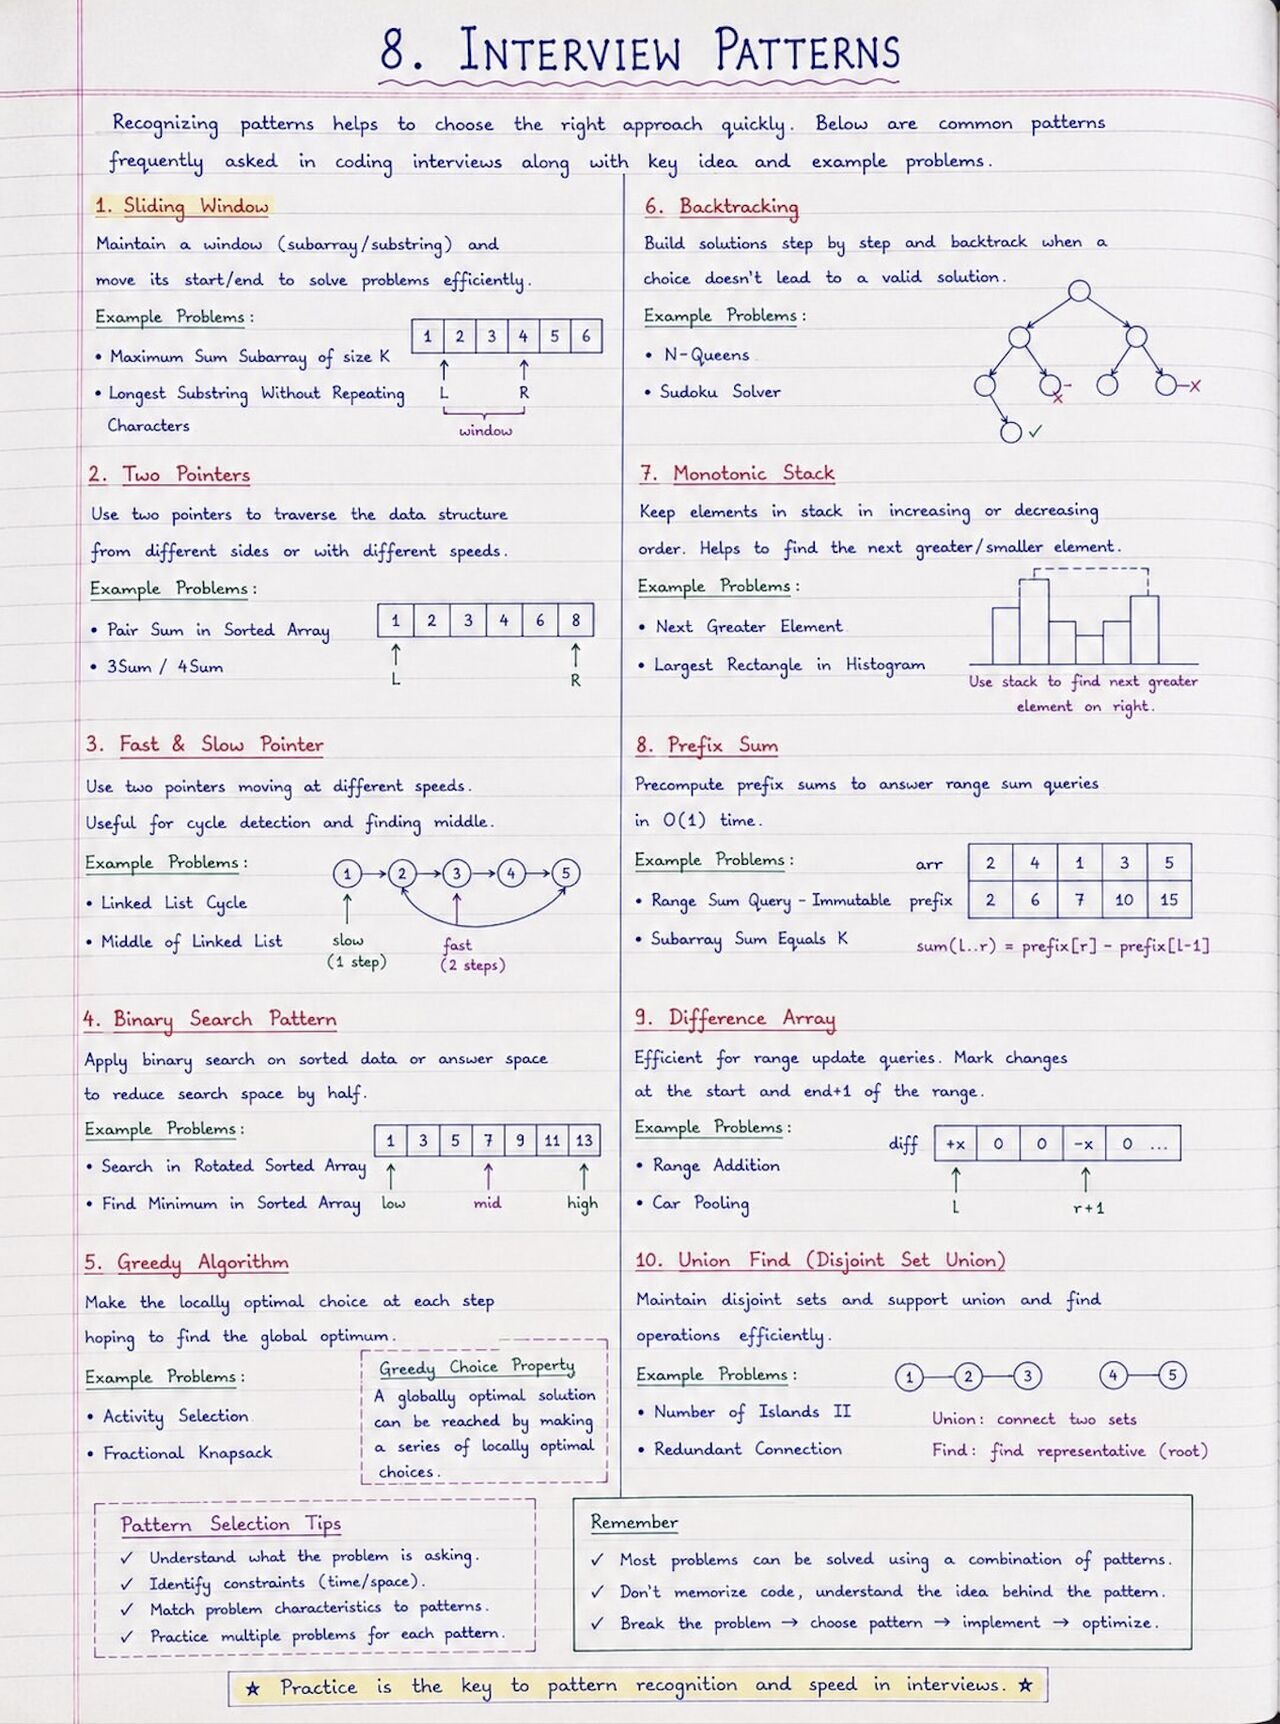 8. INTERVIEW PATTERNS
Recognizing patterns helps to choose the right approach quickly. Below are common patterns
frequently asked in coding interviews along with key idea and example problems.
1. Sliding Window
Maintain a window (subarray/substring) and
move its start/end to solve problems efficiently.
Example Problems:
• Maximum Sum Subarray of size K
• Longest Substring Without Repeating
Characters
1 2 3 4 5 6
L R
window
2. Two Pointers
Use two pointers to traverse the data structure
from different sides or with different speeds.
Example Problems:
• Pair Sum in Sorted Array
• 3Sum / 4Sum
1 2 3 4 6 8
L R
3. Fast & Slow Pointer
Use two pointers moving at different speeds.
Useful for cycle detection and finding middle.
Example Problems:
• Linked List Cycle
• Middle of Linked List
1 → 2 → 3 → 4 → 5
slow fast
(1 step) (2 steps)
4. Binary Search Pattern
Apply binary search on sorted data or answer space
to reduce search space by half.
Example Problems:
• Search in Rotated Sorted Array
• Find Minimum in Sorted Array
1 3 5 7 9 11 13
low mid high
5. Greedy Algorithm
Make the locally optimal choice at each step
hoping to find the global optimum.
Example Problems:
• Activity Selection
• Fractional Knapsack
Greedy Choice Property
A globally optimal solution
can be reached by making
a series of locally optimal
choices.
6. Backtracking
Build solutions step by step and backtrack when a
choice doesn't lead to a valid solution.
Example Problems:
• N-Queens
• Sudoku Solver
x x
✓
7. Monotonic Stack
Keep elements in stack in increasing or decreasing
order. Helps to find the next greater/smaller element.
Example Problems:
• Next Greater Element
• Largest Rectangle in Histogram
Use stack to find next greater
element on right.
8. Prefix Sum
Precompute prefix sums to answer range sum queries
in O(1) time.
Example Problems:
• Range Sum Query - Immutable
• Subarray Sum Equals K
arr 2 4 1 3 5
prefix 2 6 7 10 15
sum(l..r) = prefix[r] - prefix[l-1]
9. Difference Array
Efficient for range update queries. Mark changes
at the start and end+1 of the range.
Example Problems:
• Range Addition
• Car Pooling
diff +x 0 0 -x 0 ...
L r+1
10. Union Find (Disjoint Set Union)
Maintain disjoint sets and support union and find
operations efficiently.
Example Problems:
• Number of Islands II
• Redundant Connection
1 2 3 4 5
Union: connect two sets
Find: find representative (root)
Pattern Selection Tips
✓ Understand what the problem is asking.
✓ Identify constraints (time/space).
✓ Match problem characteristics to patterns.
✓ Practice multiple problems for each pattern.
Remember
✓ Most problems can be solved using a combination of patterns.
✓ Don't memorize code, understand the idea behind the pattern.
✓ Break the problem → choose pattern → implement → optimize.
☆ Practice is the key to pattern recognition and speed in interviews. ☆